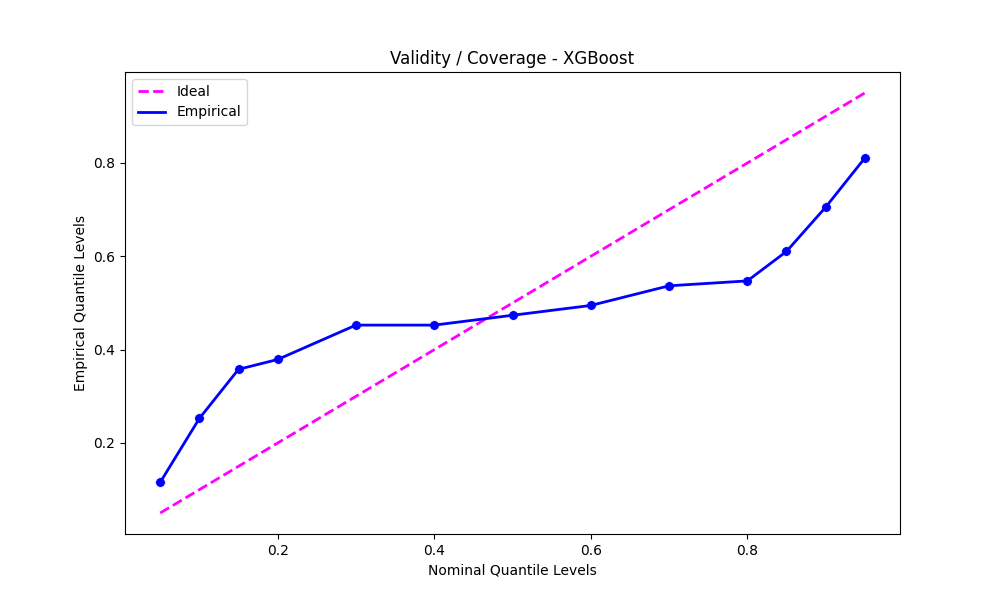 Validity / Coverage - XGBoost
Ideal
Empirical
Empirical Quantile Levels
0.8
0.6
0.4
0.2
0.2 0.4 0.6 0.8
Nominal Quantile Levels